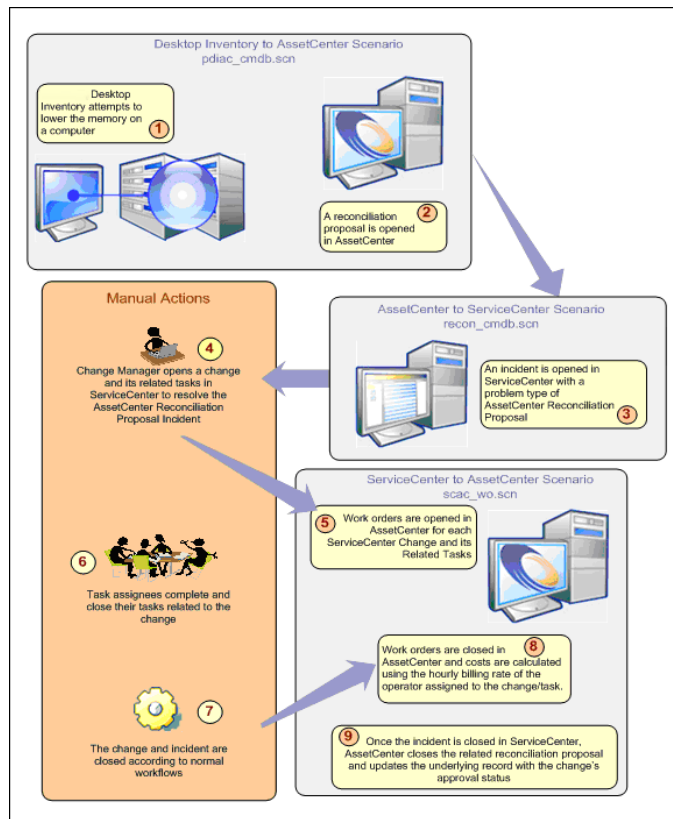 Desktop Inventory to AssetCenter Scenario
pdiac_cmdb.scn
Desktop
Inventory attempts to
lower the memory on
a computer
1
2
A reconciliation
proposal is opened
in AssetCenter
AssetCenter to ServiceCenter Scenario
recon_cmdb.scn
An incident is opened in
ServiceCenter with a
problem type of
AssetCenter Reconciliation
Proposal
3
Manual Actions
4
Change Manager opens a change
and its related tasks in
ServiceCenter to resolve the
AssetCenter Reconciliation
Proposal Incident
ServiceCenter to AssetCenter Scenario
scac_wo.scn
5
Work orders are opened in
AssetCenter for each
ServiceCenter Change and its
Related Tasks
6
Task assignees complete and
close their tasks related to the
change
7
The change and incident are
closed according to normal
workflows
8
Work orders are closed in
AssetCenter and costs are calculated
using the hourly billing rate of the
operator assigned to the change/task.
9
Once the incident is closed in ServiceCenter,
AssetCenter closes the related reconciliation proposal
and updates the underlying record with the change's
approval status